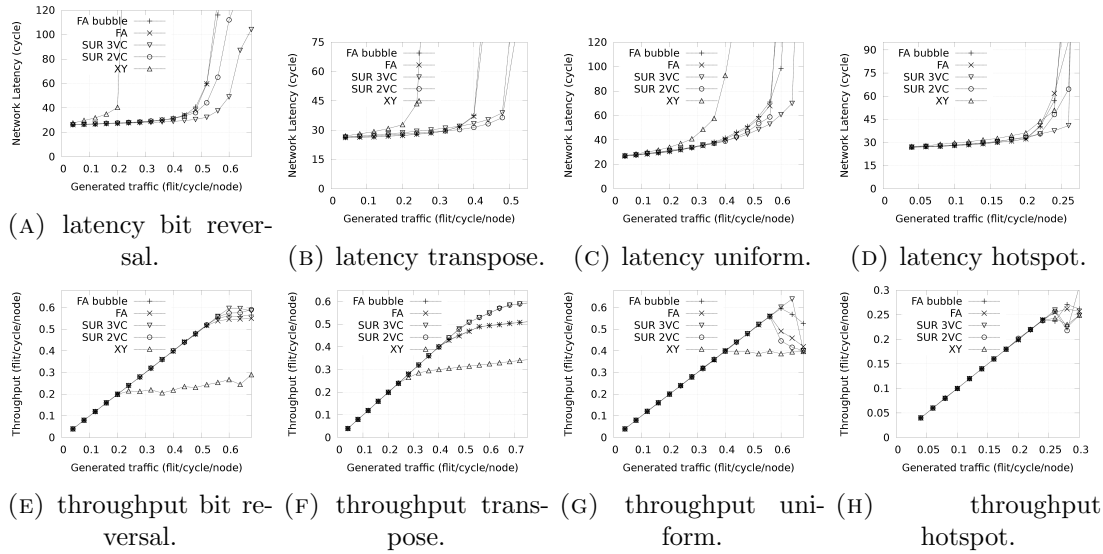 120
100
80
60
40
20
0
Network Latency (cycle)
FA bubble
FA
SUR 3VC
SUR 2VC
XY
0 0.1 0.2 0.3 0.4 0.5 0.6
Generated traffic (flit/cycle/node)
(A) latency bit rever-
sal.
75
60
45
30
15
0
Network Latency (cycle)
FA bubble
FA
SUR 3VC
SUR 2VC
XY
0 0.1 0.2 0.3 0.4 0.5
Generated traffic (flit/cycle/node)
(B) latency transpose.
120
100
80
60
40
20
0
Network Latency (cycle)
FA bubble
FA
SUR 3VC
SUR 2VC
XY
0 0.1 0.2 0.3 0.4 0.5 0.6
Generated traffic (flit/cycle/node)
(C) latency uniform.
90
75
60
45
30
15
0
Network Latency (cycle)
FA bubble
FA
SUR 3VC
SUR 2VC
XY
0 0.05 0.1 0.15 0.2 0.25
Generated traffic (flit/cycle/node)
(D) latency hotspot.
0.6
0.5
0.4
0.3
0.2
0.1
0
Throughput (flit/cycle/node)
FA bubble
FA
SUR 3VC
SUR 2VC
XY
0 0.1 0.2 0.3 0.4 0.5 0.6
Generated traffic (flit/cycle/node)
(E) throughput bit re-
versal.
0.6
0.5
0.4
0.3
0.2
0.1
0
Throughput (flit/cycle/node)
FA bubble
FA
SUR 3VC
SUR 2VC
XY
0 0.1 0.2 0.3 0.4 0.5 0.6 0.7
Generated traffic (flit/cycle/node)
(F) throughput trans-
pose.
0.6
0.5
0.4
0.3
0.2
0.1
0
Throughput (flit/cycle/node)
FA bubble
FA
SUR 3VC
SUR 2VC
XY
0 0.1 0.2 0.3 0.4 0.5 0.6
Generated traffic (flit/cycle/node)
(G) throughput uni-
form.
0.3
0.25
0.2
0.15
0.1
0.05
0
Throughput (flit/cycle/node)
FA bubble
FA
SUR 3VC
SUR 2VC
XY
0 0.05 0.1 0.15 0.2 0.25 0.3
Generated traffic (flit/cycle/node)
(H) throughput
hotspot.